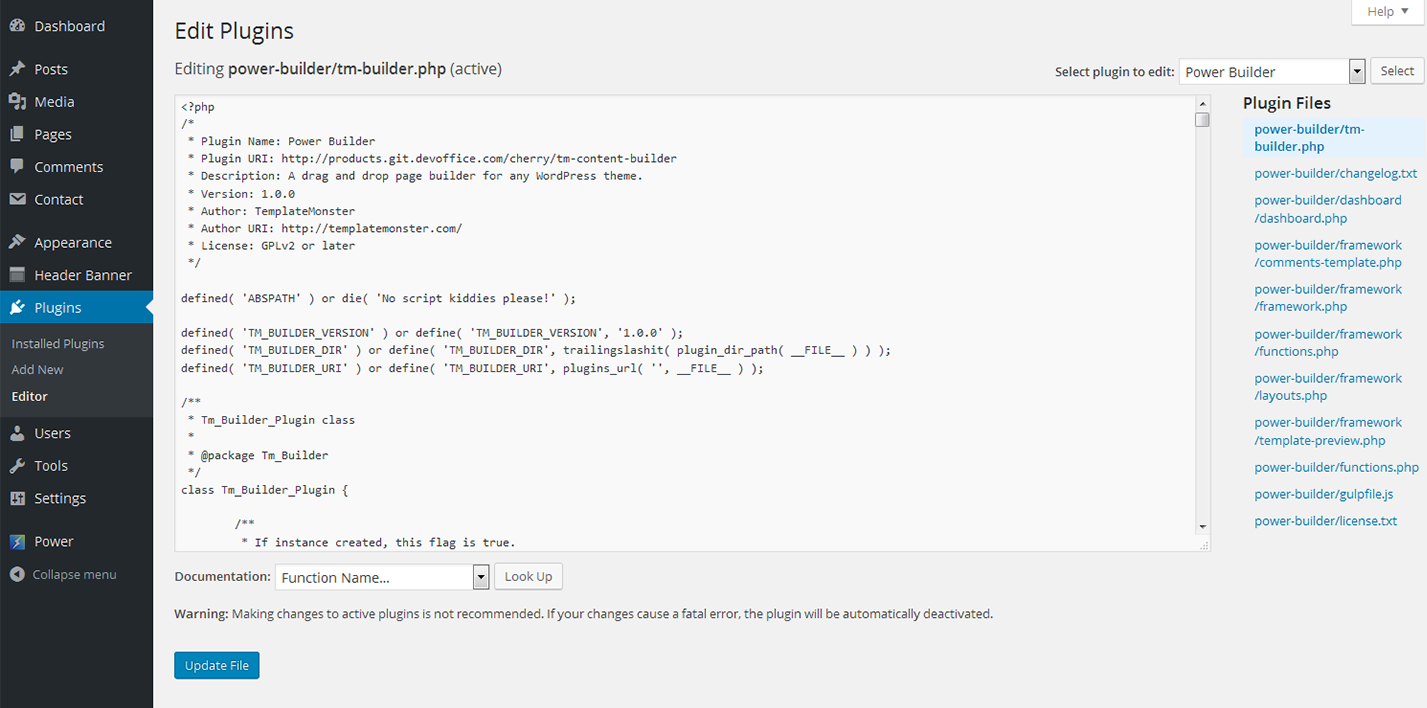 Dashboard
Posts
Media
Pages
Comments
Contact
Appearance
Header Banner
Plugins
Installed Plugins
Add New
Editor
Users
Tools
Settings
Power
Collapse menu
Help
Edit Plugins
Editing power-builder/tm-builder.php (active)
Select plugin to edit: Power Builder Select
<?php
/*
 * Plugin Name: Power Builder
 * Plugin URI: http://products.git.devoffice.com/cherry/tm-content-builder
 * Description: A drag and drop page builder for any WordPress theme.
 * Version: 1.0.0
 * Author: TemplateMonster
 * Author URI: http://templatemonster.com/
 * License: GPLv2 or later
 */
defined( 'ABSPATH' ) or die( 'No script kiddies please!' );
defined( 'TM_BUILDER_VERSION' ) or define( 'TM_BUILDER_VERSION', '1.0.0' );
defined( 'TM_BUILDER_DIR' ) or define( 'TM_BUILDER_DIR', trailingslashit( plugin_dir_path( __FILE__ ) ) );
defined( 'TM_BUILDER_URI' ) or define( 'TM_BUILDER_URI', plugins_url( '', __FILE__ ) );
/**
 * Tm_Builder_Plugin class
 *
 * @package Tm_Builder
 */
class Tm_Builder_Plugin {
/**
 * If instance created, this flag is true.
Plugin Files
power-builder/tm-
builder.php
power-builder/changelog.txt
power-builder/dashboard
/dashboard.php
power-builder/framework
/comments-template.php
power-builder/framework
/framework.php
power-builder/framework
/functions.php
power-builder/framework
/layouts.php
power-builder/framework
/template-preview.php
power-builder/functions.php
power-builder/gulpfile.js
power-builder/license.txt
Documentation: Function Name... Look Up
Warning: Making changes to active plugins is not recommended. If your changes cause a fatal error, the plugin will be automatically deactivated.
Update File